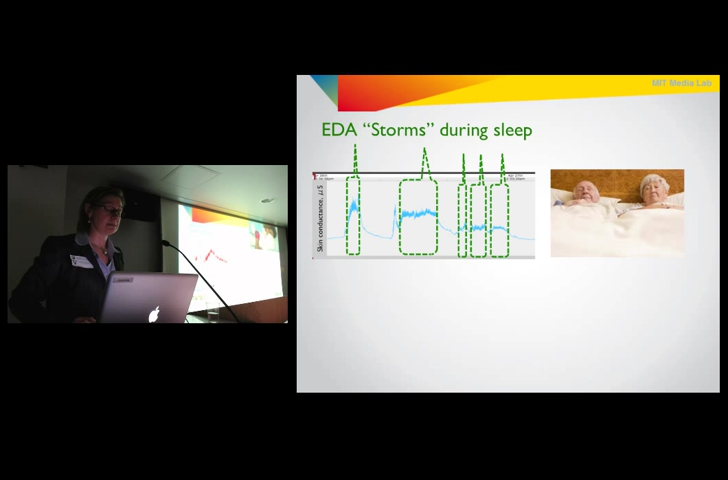 MIT Media Lab
EDA “Storms” during sleep
Skin conductance, μS